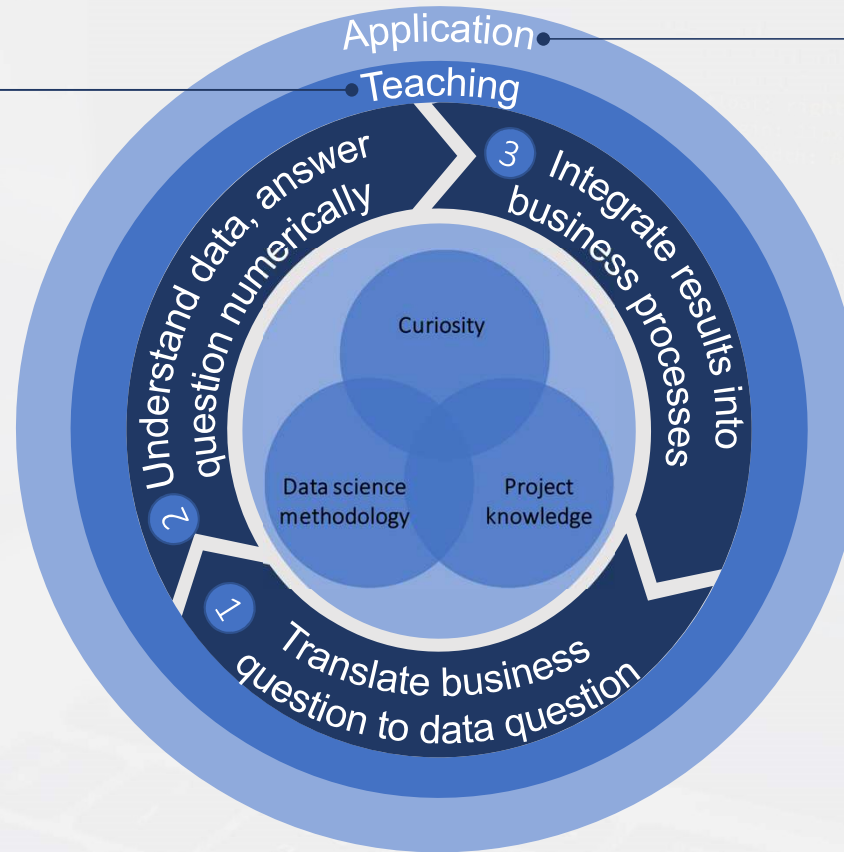 Application
Teaching
1
Translate business
question to data question
2
Understand data, answer
question numerically
3
Integrate results into
business processes
Curiosity
Data science
methodology
Project
knowledge